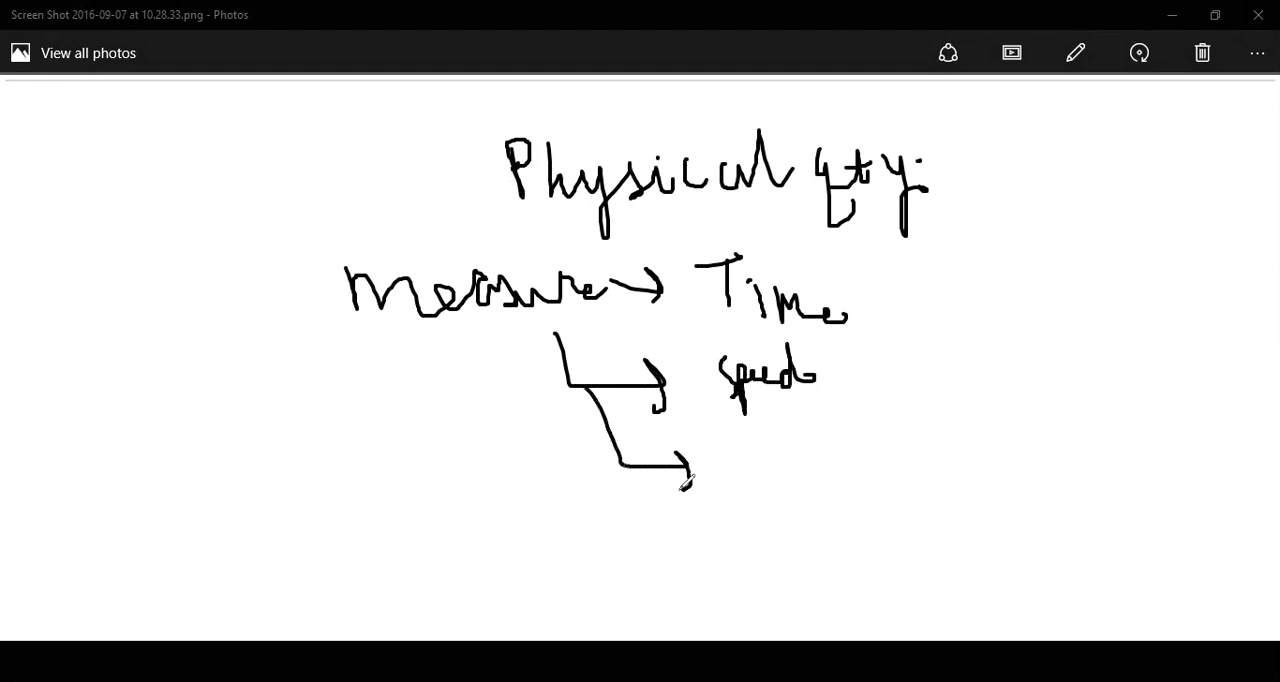 Screen Shot 2016-09-07 at 10.28.33.png - Photos
View all photos
Physical qty.
Measure → Time
Speed